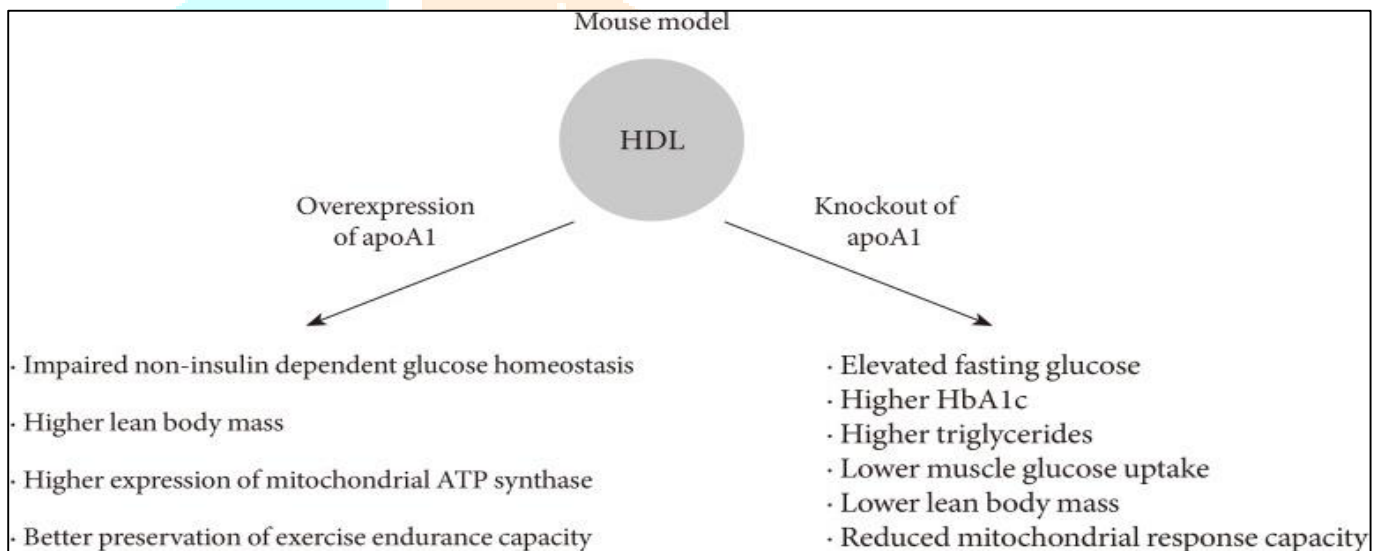 Mouse model
HDL
Overexpression
of apoA1
Knockout of
apoA1
· Impaired non-insulin dependent glucose homeostasis
· Higher lean body mass
· Higher expression of mitochondrial ATP synthase
· Better preservation of exercise endurance capacity
· Elevated fasting glucose
· Higher HbA1c
· Higher triglycerides
· Lower muscle glucose uptake
· Lower lean body mass
· Reduced mitochondrial response capacity